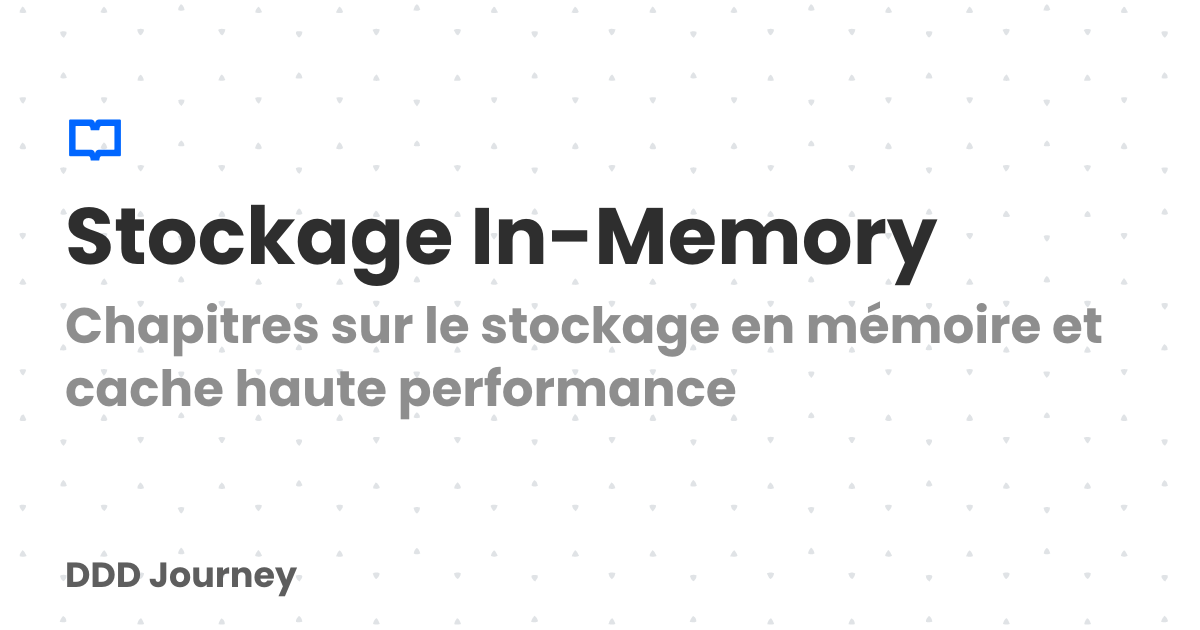 Stockage In-Memory
Chapitres sur le stockage en mémoire et
cache haute performance
DDD Journey